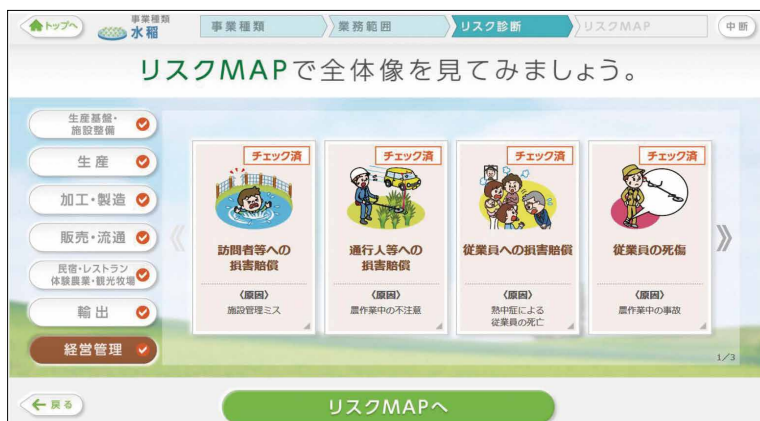 トップへ
事業種類
水稲
事業種類
業務範囲
リスク診断
リスクMAP
中断
リスクMAPで全体像を見てみましょう。
生産基盤・
施設整備
生産
加工・製造
販売・流通
民宿・レストラン
体験農業・観光牧場
輸出
経営管理
チェック済
訪問者等への
損害賠償
〈原因〉
施設管理ミス
チェック済
通行人等への
損害賠償
〈原因〉
農作業中の不注意
チェック済
従業員への損害賠償
〈原因〉
熱中症による
従業員の死亡
チェック済
従業員の死傷
〈原因〉
農作業中の事故
1/3
戻る
リスクMAPへ